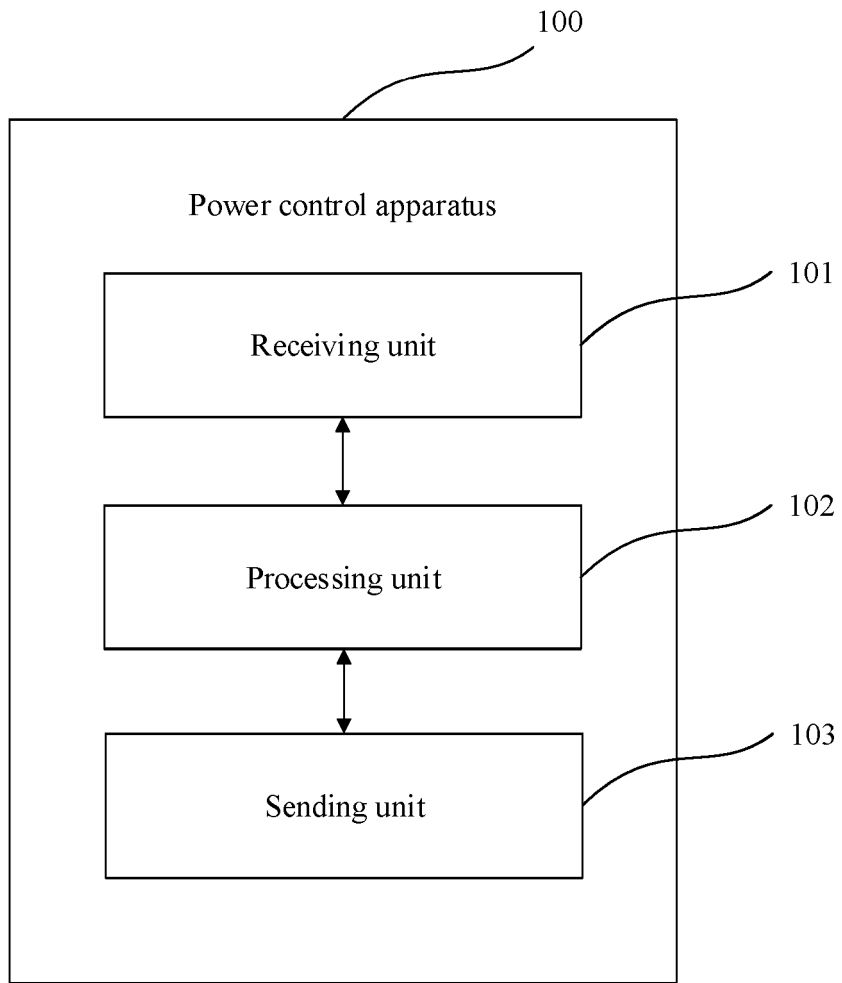 100
Power control apparatus
101
Receiving unit
102
Processing unit
103
Sending unit